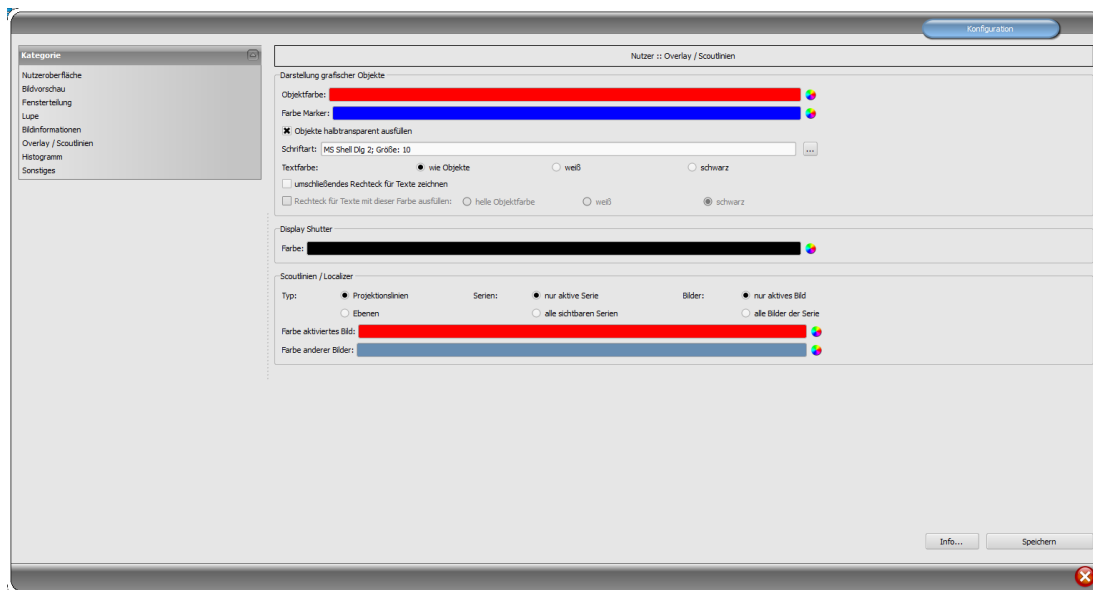 Konfiguration
Kategorie
Nutzeroberfläche
Bildvorschau
Fensterteilung
Lupe
Bildinformationen
Overlay / Scoutlinien
Histogramm
Sonstiges
Nutzer :: Overlay / Scoutlinien
Darstellung grafischer Objekte
Objektfarbe:
Farbe Marker:
Objekte halbtransparent ausfüllen
Schriftart: MS Shell Dlg 2; Größe: 10 ...
Textfarbe: wie Objekte weiß schwarz
umschließendes Rechteck für Texte zeichnen
Rechteck für Texte mit dieser Farbe ausfüllen: helle Objektfarbe weiß schwarz
Display Shutter
Farbe:
Scoutlinien / Localizer
Typ: Projektionslinien Serien: nur aktive Serie Bilder: nur aktives Bild
Ebenen alle sichtbaren Serien alle Bilder der Serie
Farbe aktiviertes Bild:
Farbe anderer Bilder:
Info... Speichern